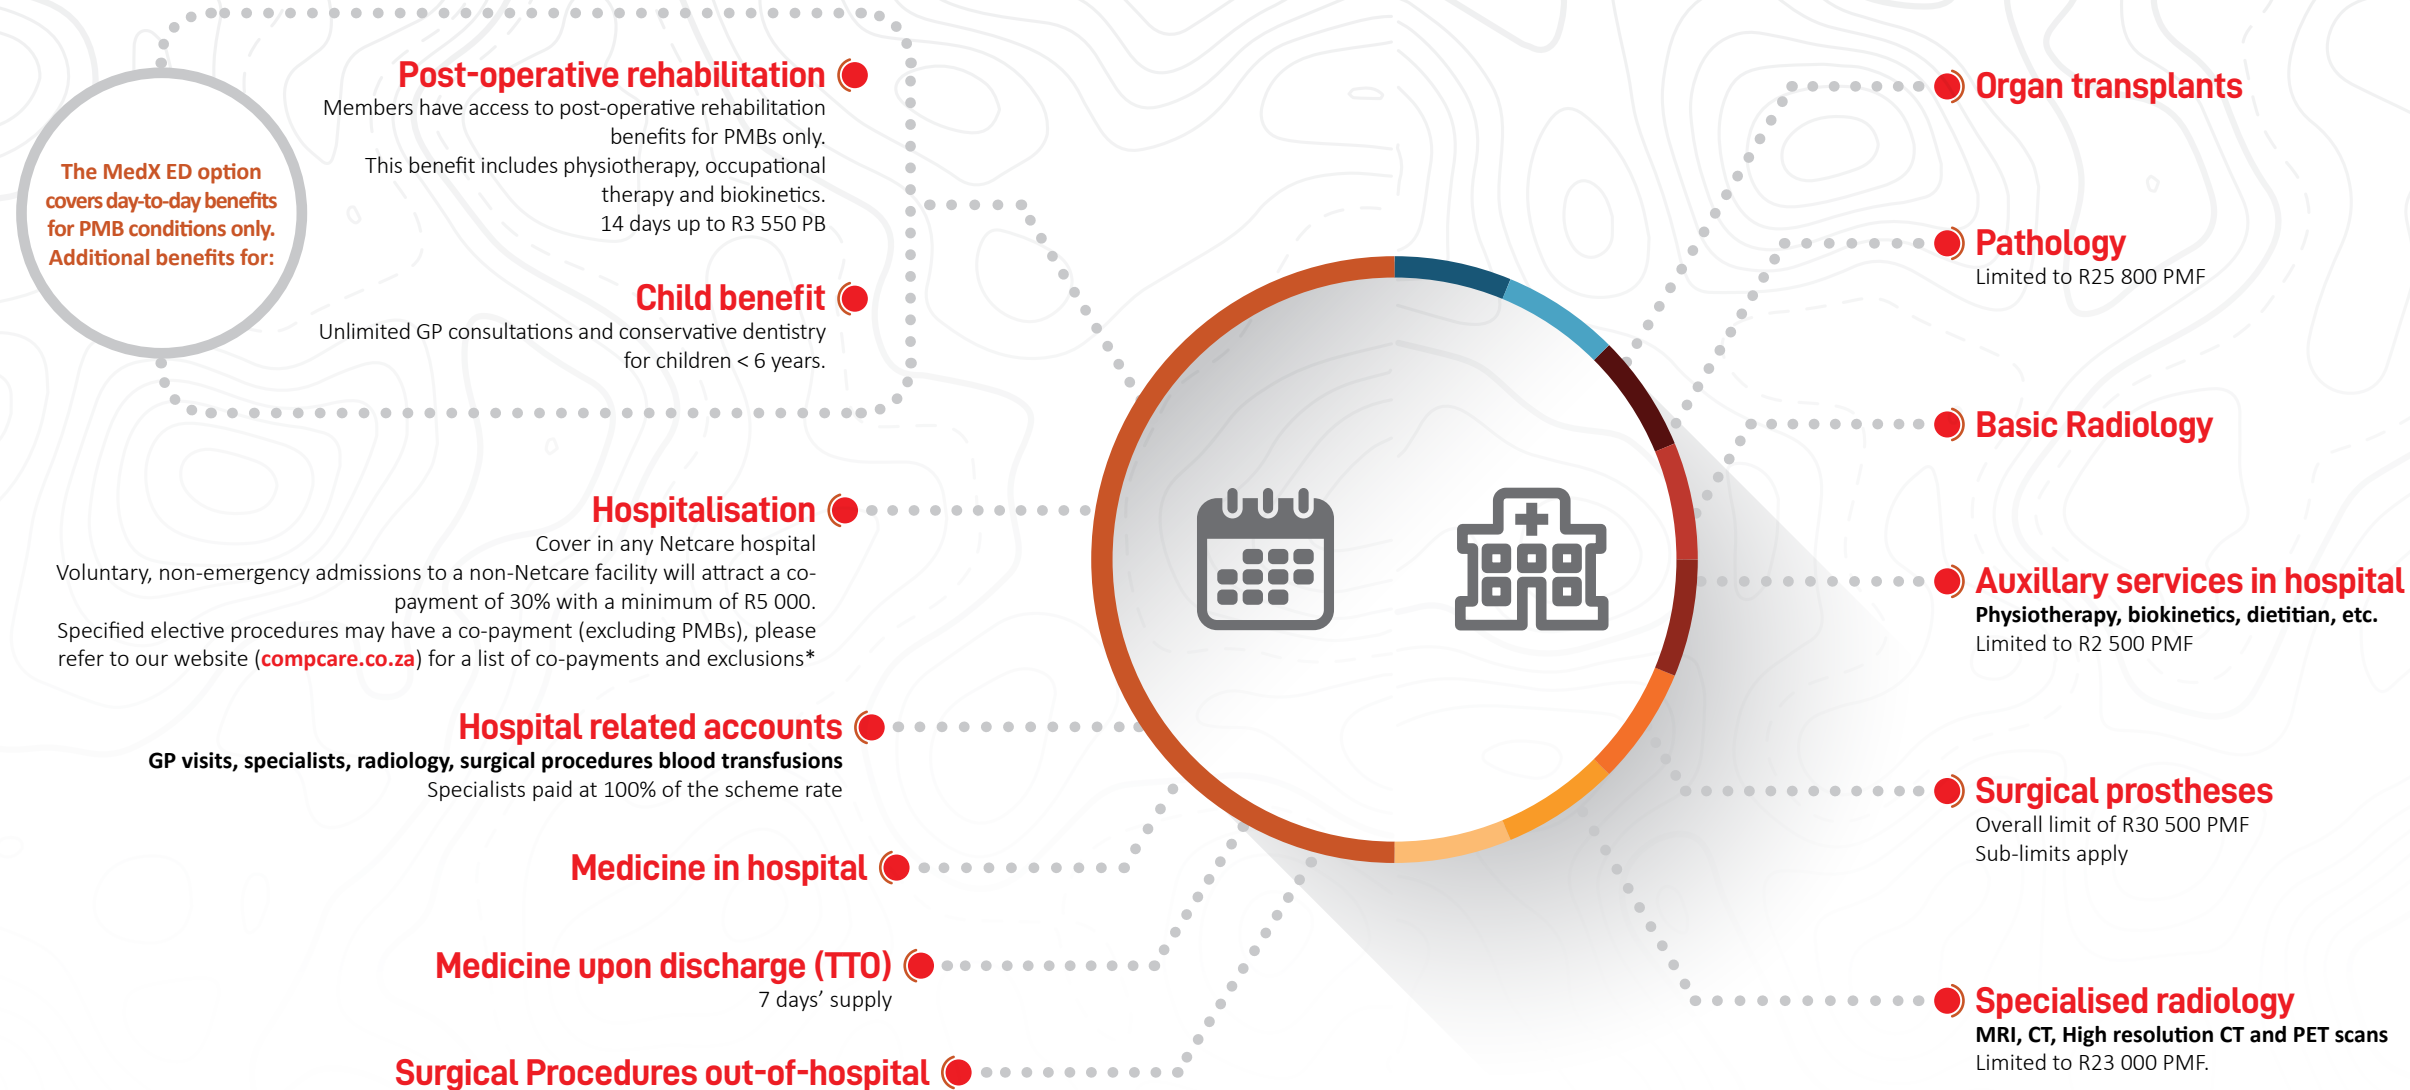 The MedX ED option
covers day-to-day benefits
for PMB conditions only.
Additional benefits for:
Post-operative rehabilitation
Members have access to post-operative rehabilitation
benefits for PMBs only.
This benefit includes physiotherapy, occupational
therapy and biokinetics.
14 days up to R3 550 PB
Child benefit
Unlimited GP consultations and conservative dentistry
for children < 6 years.
Hospitalisation
Cover in any Netcare hospital
Voluntary, non-emergency admissions to a non-Netcare facility will attract a co-
payment of 30% with a minimum of R5 000.
Specified elective procedures may have a co-payment (excluding PMBs), please
refer to our website (compcare.co.za) for a list of co-payments and exclusions*
Hospital related accounts
GP visits, specialists, radiology, surgical procedures blood transfusions
Specialists paid at 100% of the scheme rate
Medicine in hospital
Medicine upon discharge (TTO)
7 days’ supply
Surgical Procedures out-of-hospital
Organ transplants
Pathology
Limited to R25 800 PMF
Basic Radiology
Auxillary services in hospital
Physiotherapy, biokinetics, dietitian, etc.
Limited to R2 500 PMF
Surgical prostheses
Overall limit of R30 500 PMF
Sub-limits apply
Specialised radiology
MRI, CT, High resolution CT and PET scans
Limited to R23 000 PMF.